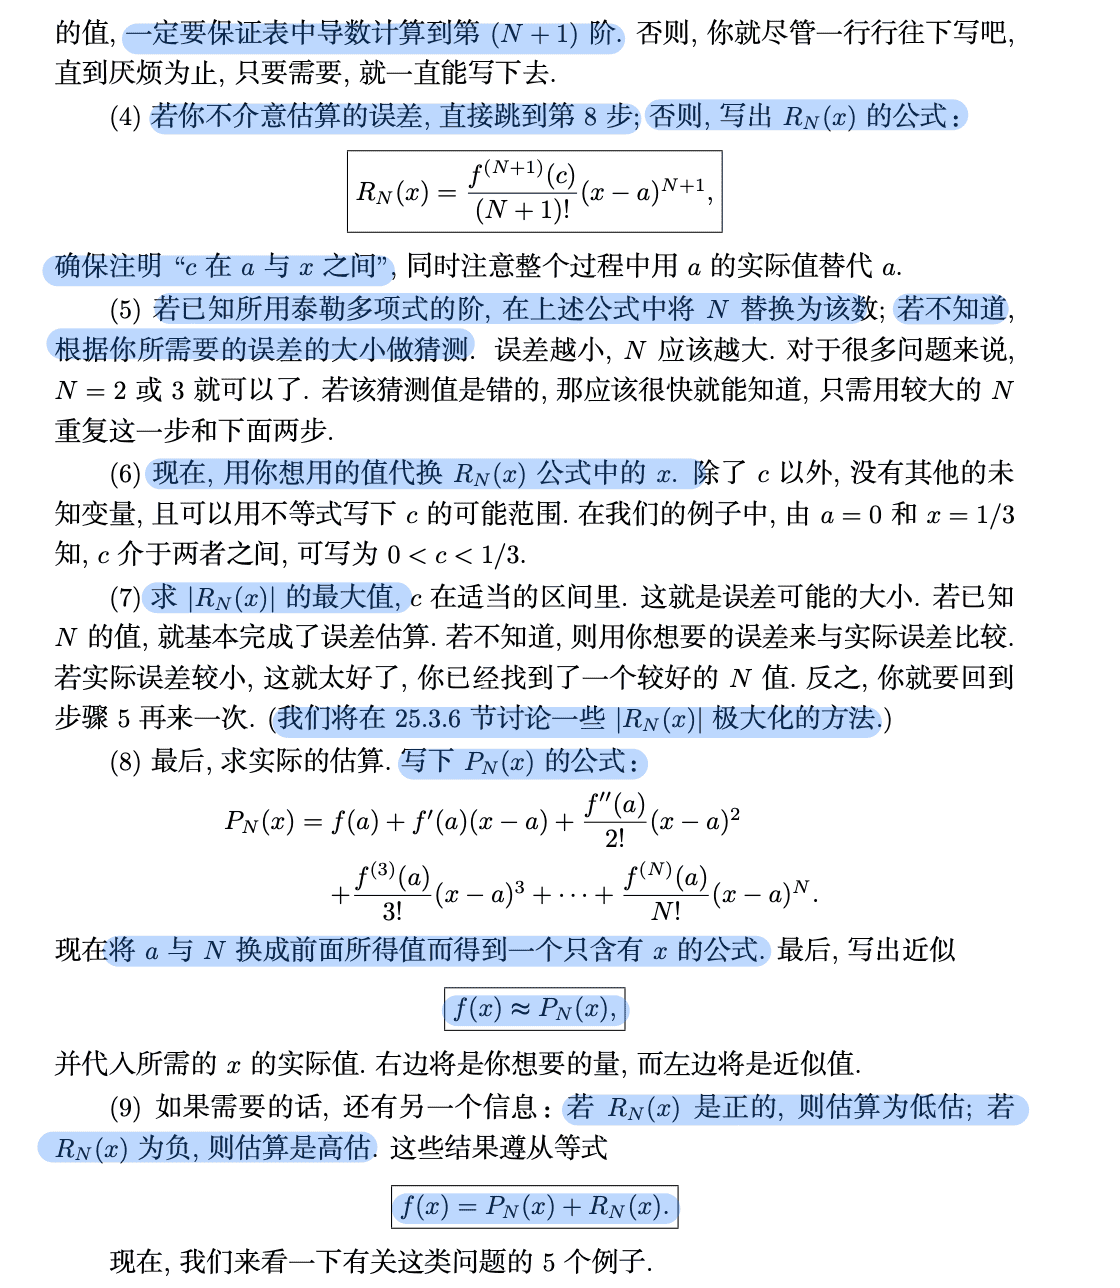 的值, 一定要保证表中导数计算到第 (N + 1) 阶. 否则, 你就尽管一行行往下写吧,
直到厌烦为止, 只要需要, 就一直能写下去.
(4) 若你不介意估算的误差, 直接跳到第 8 步; 否则, 写出 R_N(x) 的公式:
R_N(x) = \frac{f^{(N+1)}(c)}{(N + 1)!}(x − a)^{N+1},
确保注明 “c 在 a 与 x 之间”, 同时注意整个过程中用 a 的实际值替代 a.
(5) 若已知所用泰勒多项式的阶, 在上述公式中将 N 替换为该数; 若不知道,
根据你所需要的误差的大小做猜测. 误差越小, N 应该越大. 对于很多问题来说,
N = 2 或 3 就可以了. 若该猜测值是错的, 那应该很快就能知道, 只需用较大的 N
重复这一步和下面两步.
(6) 现在, 用你想用的值代换 R_N(x) 公式中的 x. 除了 c 以外, 没有其他的未
知变量, 且可以用不等式写下 c 的可能范围. 在我们的例子中, 由 a = 0 和 x = 1/3
知, c 介于两者之间, 可写为 0 < c < 1/3.
(7) 求 |R_N(x)| 的最大值, c 在适当的区间里. 这就是误差可能的大小. 若已知
N 的值, 就基本完成了误差估算. 若不知道, 则用你想要的误差来与实际误差比较.
若实际误差较小, 这就太好了, 你已经找到了一个较好的 N 值. 反之, 你就要回到
步骤 5 再来一次. (我们将在 25.3.6 节讨论一些 |R_N(x)| 极大化的方法.)
(8) 最后, 求实际的估算. 写下 P_N(x) 的公式:
P_N(x) = f(a) + f′(a)(x − a) + \frac{f″(a)}{2!}(x − a)^2
+\frac{f^{(3)}(a)}{3!}(x − a)^3 + ··· + \frac{f^{(N)}(a)}{N!}(x − a)^N.
现在将 a 与 N 换成前面所得值而得到一个只含有 x 的公式. 最后, 写出近似
f(x) ≈ P_N(x),
并代入所需的 x 的实际值. 右边将是你想要的量, 而左边将是近似值.
(9) 如果需要的话, 还有另一个信息: 若 R_N(x) 是正的, 则估算为低估; 若
R_N(x) 为负, 则估算是高估. 这些结果遵从等式
f(x) = P_N(x) + R_N(x).
现在, 我们来看一下有关这类问题的 5 个例子.